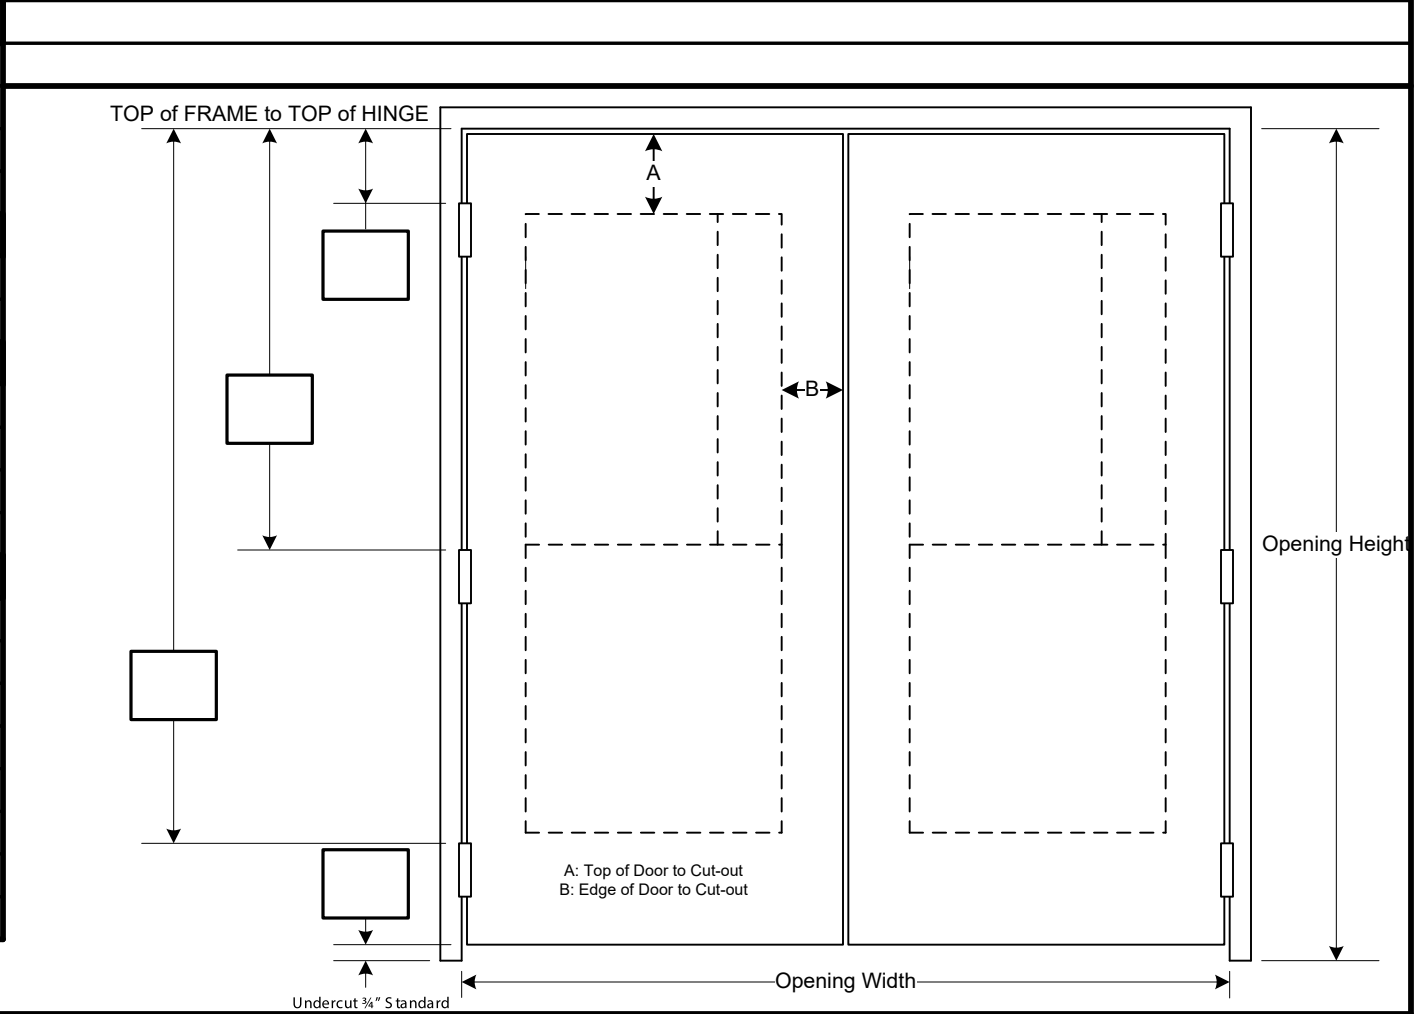 TOP of FRAME to TOP of HINGE
A
B
Opening Height
A: Top of Door to Cut-out
B: Edge of Door to Cut-out
Opening Width
Undercut ¾” Standard